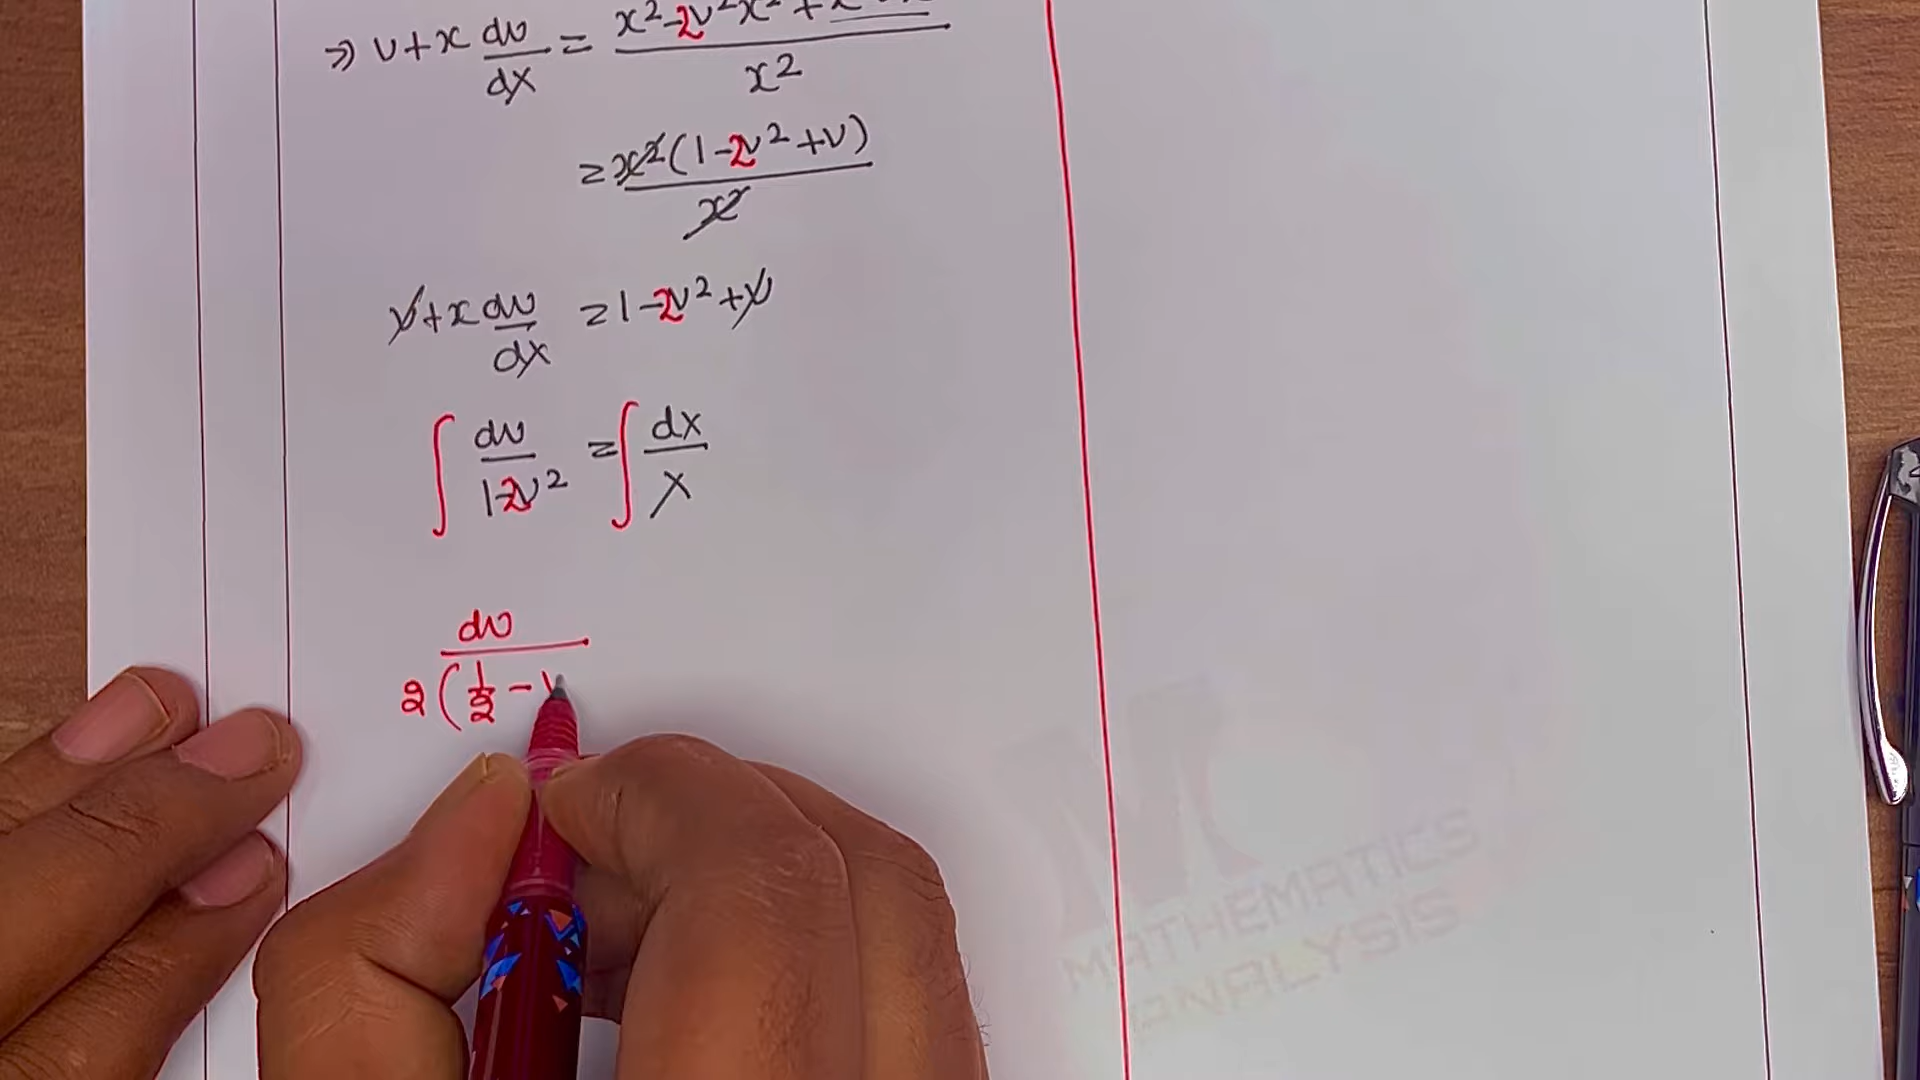 ⇒ v+x dv/dx = x²-2v²x²+
x²
= x²(1-2v²+v)
x²
v+x dv/dx = 1-2v²+v
∫ dv/1-2v² = ∫ dx/x
dv
2(1/2 - v
MATHEMATICS
ANALYSIS